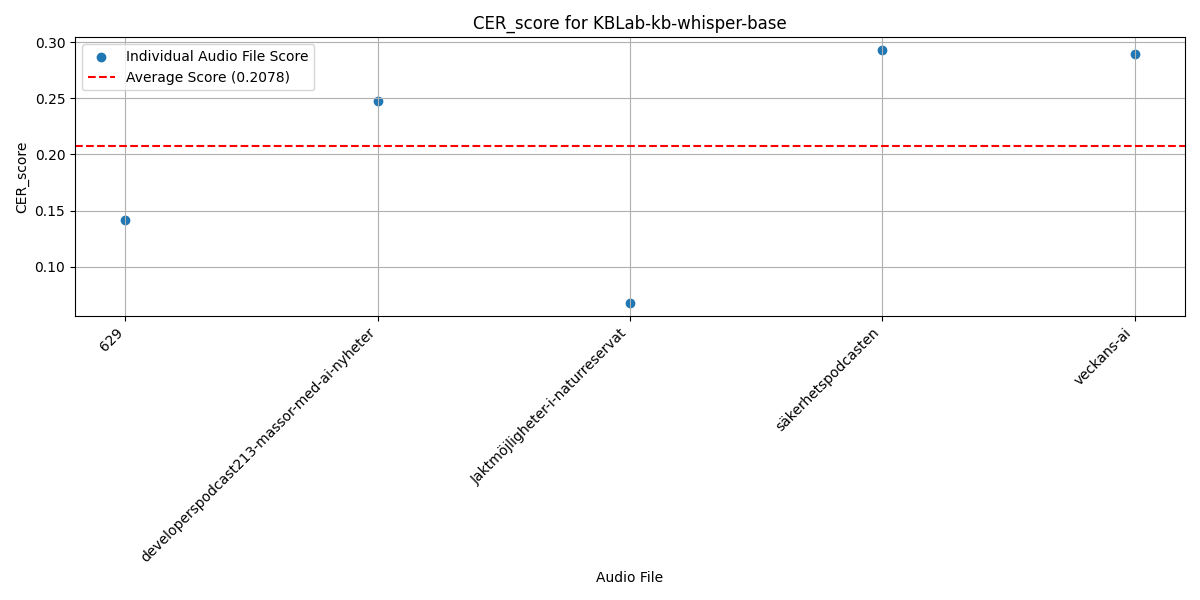 CER_score for KBLab-kb-whisper-base
Individual Audio File Score
Average Score (0.2078)
CER_score
0.30
0.25
0.20
0.15
0.10
629
developerspodcast213-massor-med-ai-nyheter
Jaktmöjligheter-i-naturreservat
säkerhetspodcasten
veckans-ai
Audio File